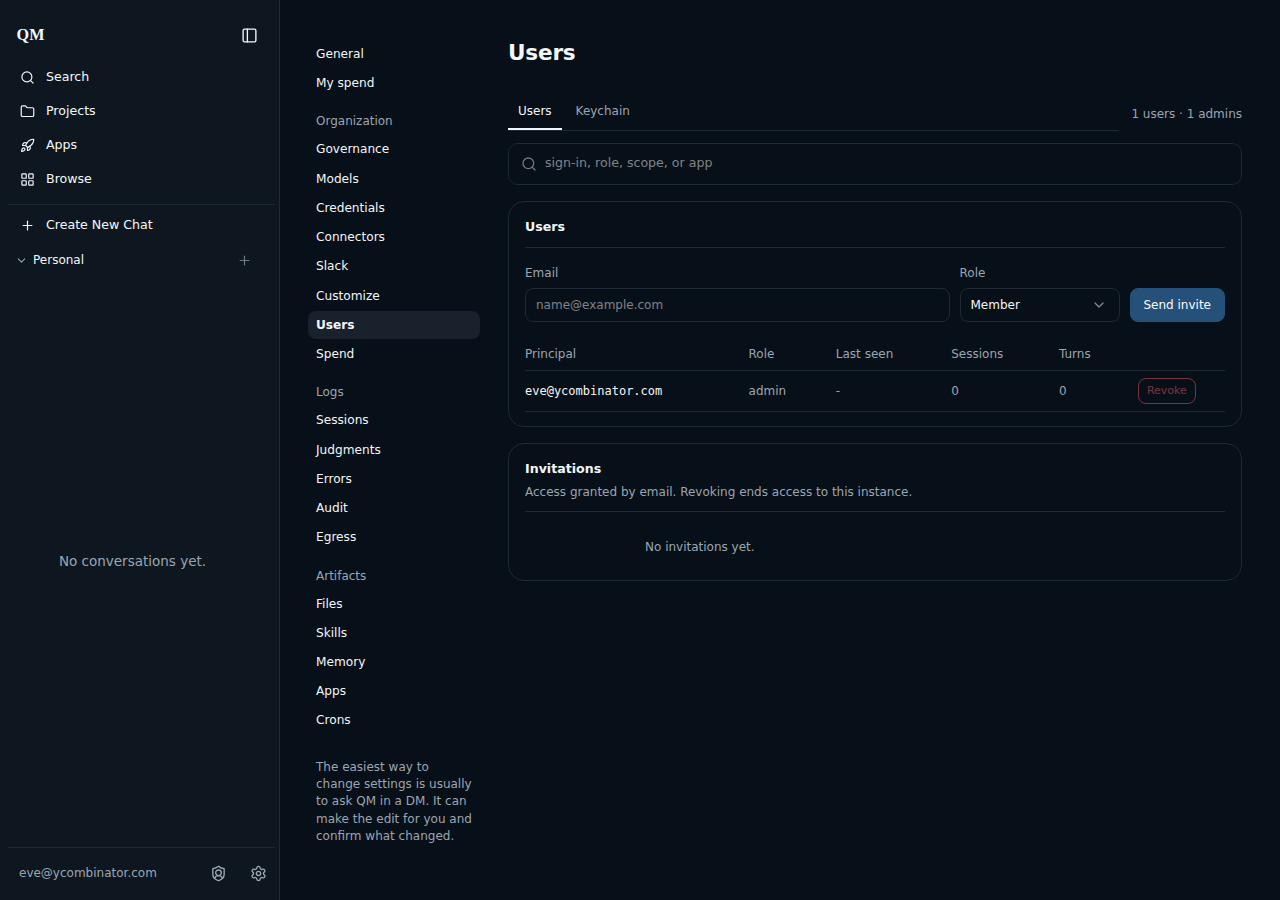 QM
Search
Projects
Apps
Browse
Create New Chat
Personal
No conversations yet.
eve@ycombinator.com
General
My spend
Organization
Governance
Models
Credentials
Connectors
Slack
Customize
Users
Spend
Logs
Sessions
Judgments
Errors
Audit
Egress
Artifacts
Files
Skills
Memory
Apps
Crons
The easiest way to
change settings is usually
to ask QM in a DM. It can
make the edit for you and
confirm what changed.
Users
Users Keychain 1 users · 1 admins
sign-in, role, scope, or app
Users
Email Role
name@example.com Member Send invite
Principal Role Last seen Sessions Turns
eve@ycombinator.com admin - 0 0 Revoke
Invitations
Access granted by email. Revoking ends access to this instance.
No invitations yet.